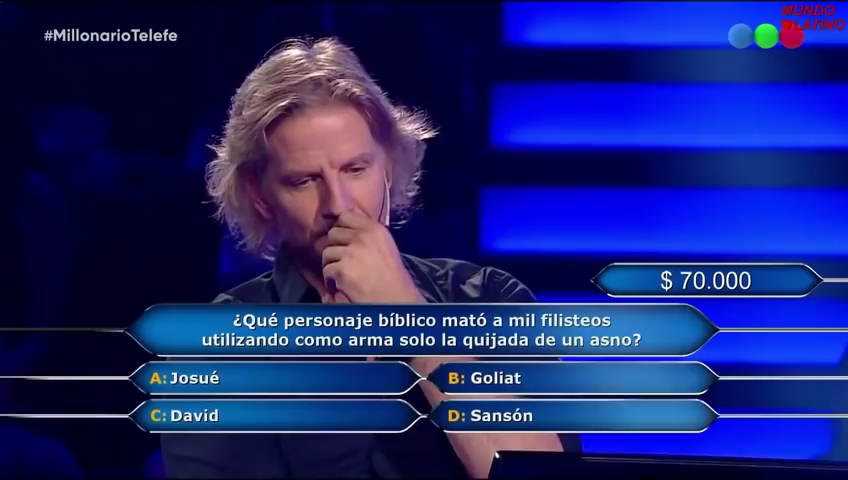 #MillonarioTelefe
MUNDO
LATINO
$ 70.000
¿Qué personaje bíblico mató a mil filisteos
utilizando como arma solo la quijada de un asno?
A: Josué
B: Goliat
C: David
D: Sansón